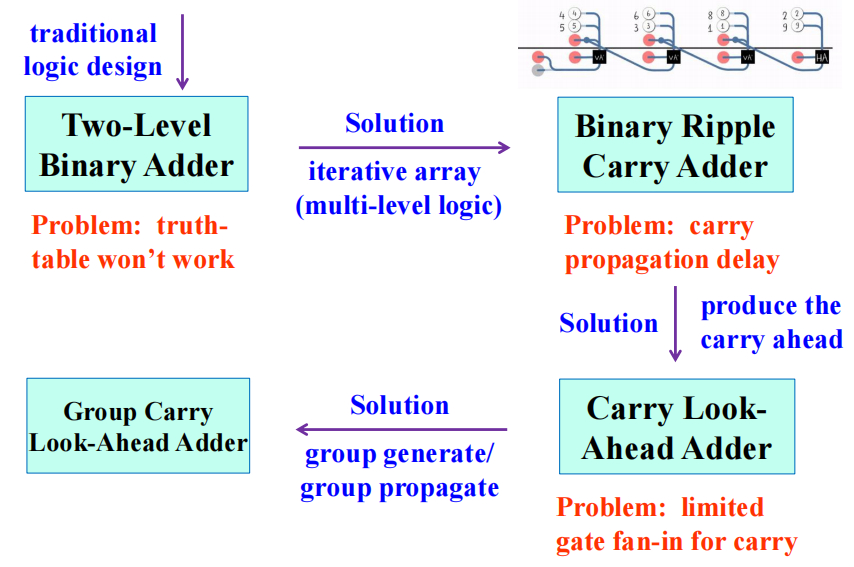 traditional
logic design
4 4
5 5
6 6
3 3
8 8
1 1
2 2
9 9
VA
VA
VA
HA
Two-Level
Binary Adder
Solution
iterative array
(multi-level logic)
Binary Ripple
Carry Adder
Problem: truth-
table won’t work
Problem: carry
propagation delay
Solution
produce the
carry ahead
Group Carry
Look-Ahead Adder
Solution
group generate/
group propagate
Carry Look-
Ahead Adder
Problem: limited
gate fan-in for carry